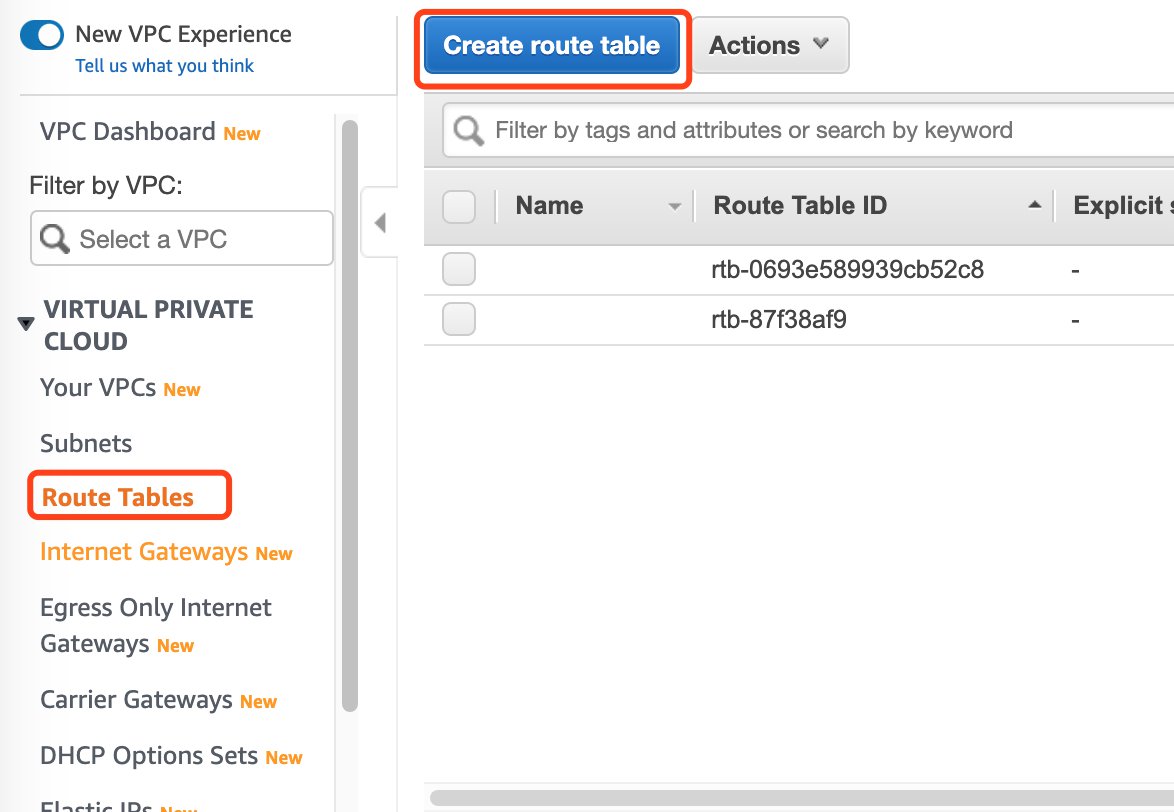 New VPC Experience
Tell us what you think
VPC Dashboard New
Filter by VPC:
Select a VPC
VIRTUAL PRIVATE
CLOUD
Your VPCs New
Subnets
Route Tables
Internet Gateways New
Egress Only Internet
Gateways New
Carrier Gateways New
DHCP Options Sets New
Elastic IPs New
Create route table
Actions
Filter by tags and attributes or search by keyword
Name Route Table ID Explicit s
rtb-0693e589939cb52c8 -
rtb-87f38af9 -